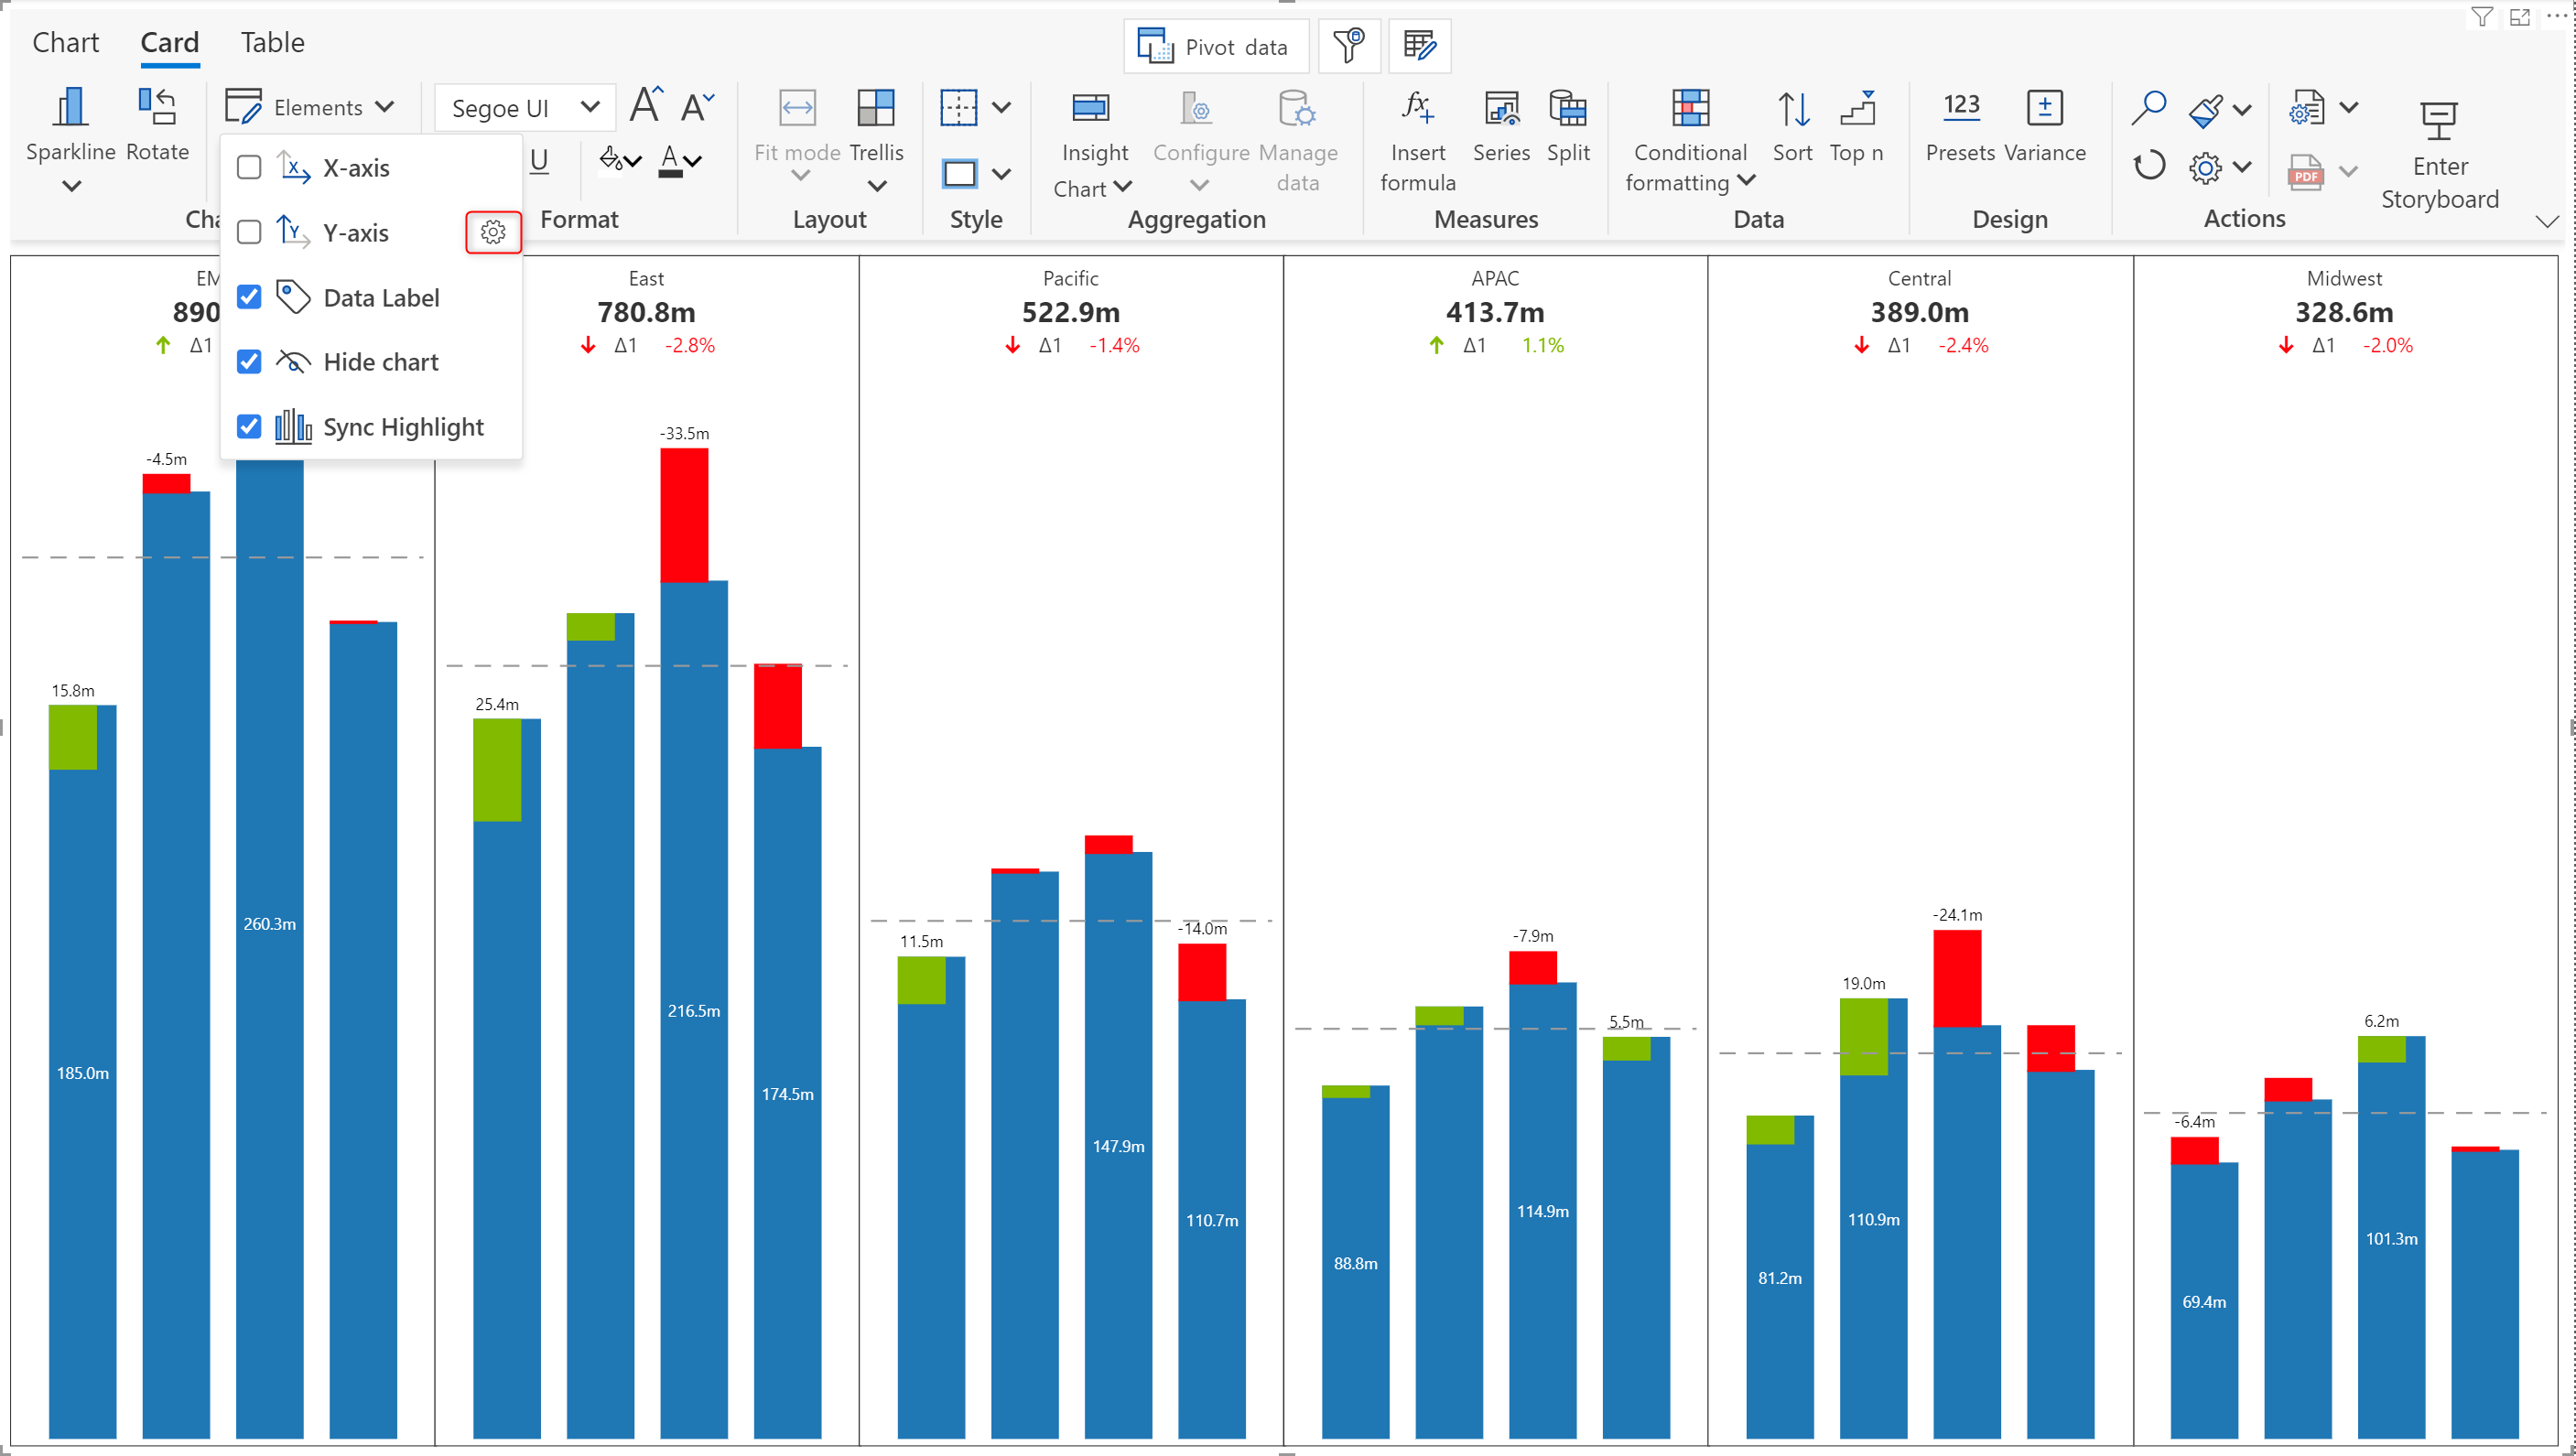 Chart Card Table
Pivot data
Elements
Segoe UI
Sparkline Rotate
Fit mode Trellis
Insight Chart
Configure
Manage data
Insert formula
Series Split
Conditional formatting
Sort Top n
123
Presets Variance
PDF
Enter Storyboard
U
A
Format Layout Style Aggregation Measures Data Design Actions
X-axis
Y-axis
Data Label
Hide chart
Sync Highlight
890
Δ1
-4.5m
15.8m
260.3m
185.0m
East
780.8m
Δ1 -2.8%
-33.5m
25.4m
216.5m
174.5m
Pacific
522.9m
Δ1 -1.4%
11.5m
-14.0m
147.9m
110.7m
APAC
413.7m
Δ1 1.1%
-7.9m
5.5m
114.9m
88.8m
Central
389.0m
Δ1 -2.4%
-24.1m
19.0m
110.9m
81.2m
Midwest
328.6m
Δ1 -2.0%
6.2m
-6.4m
101.3m
69.4m